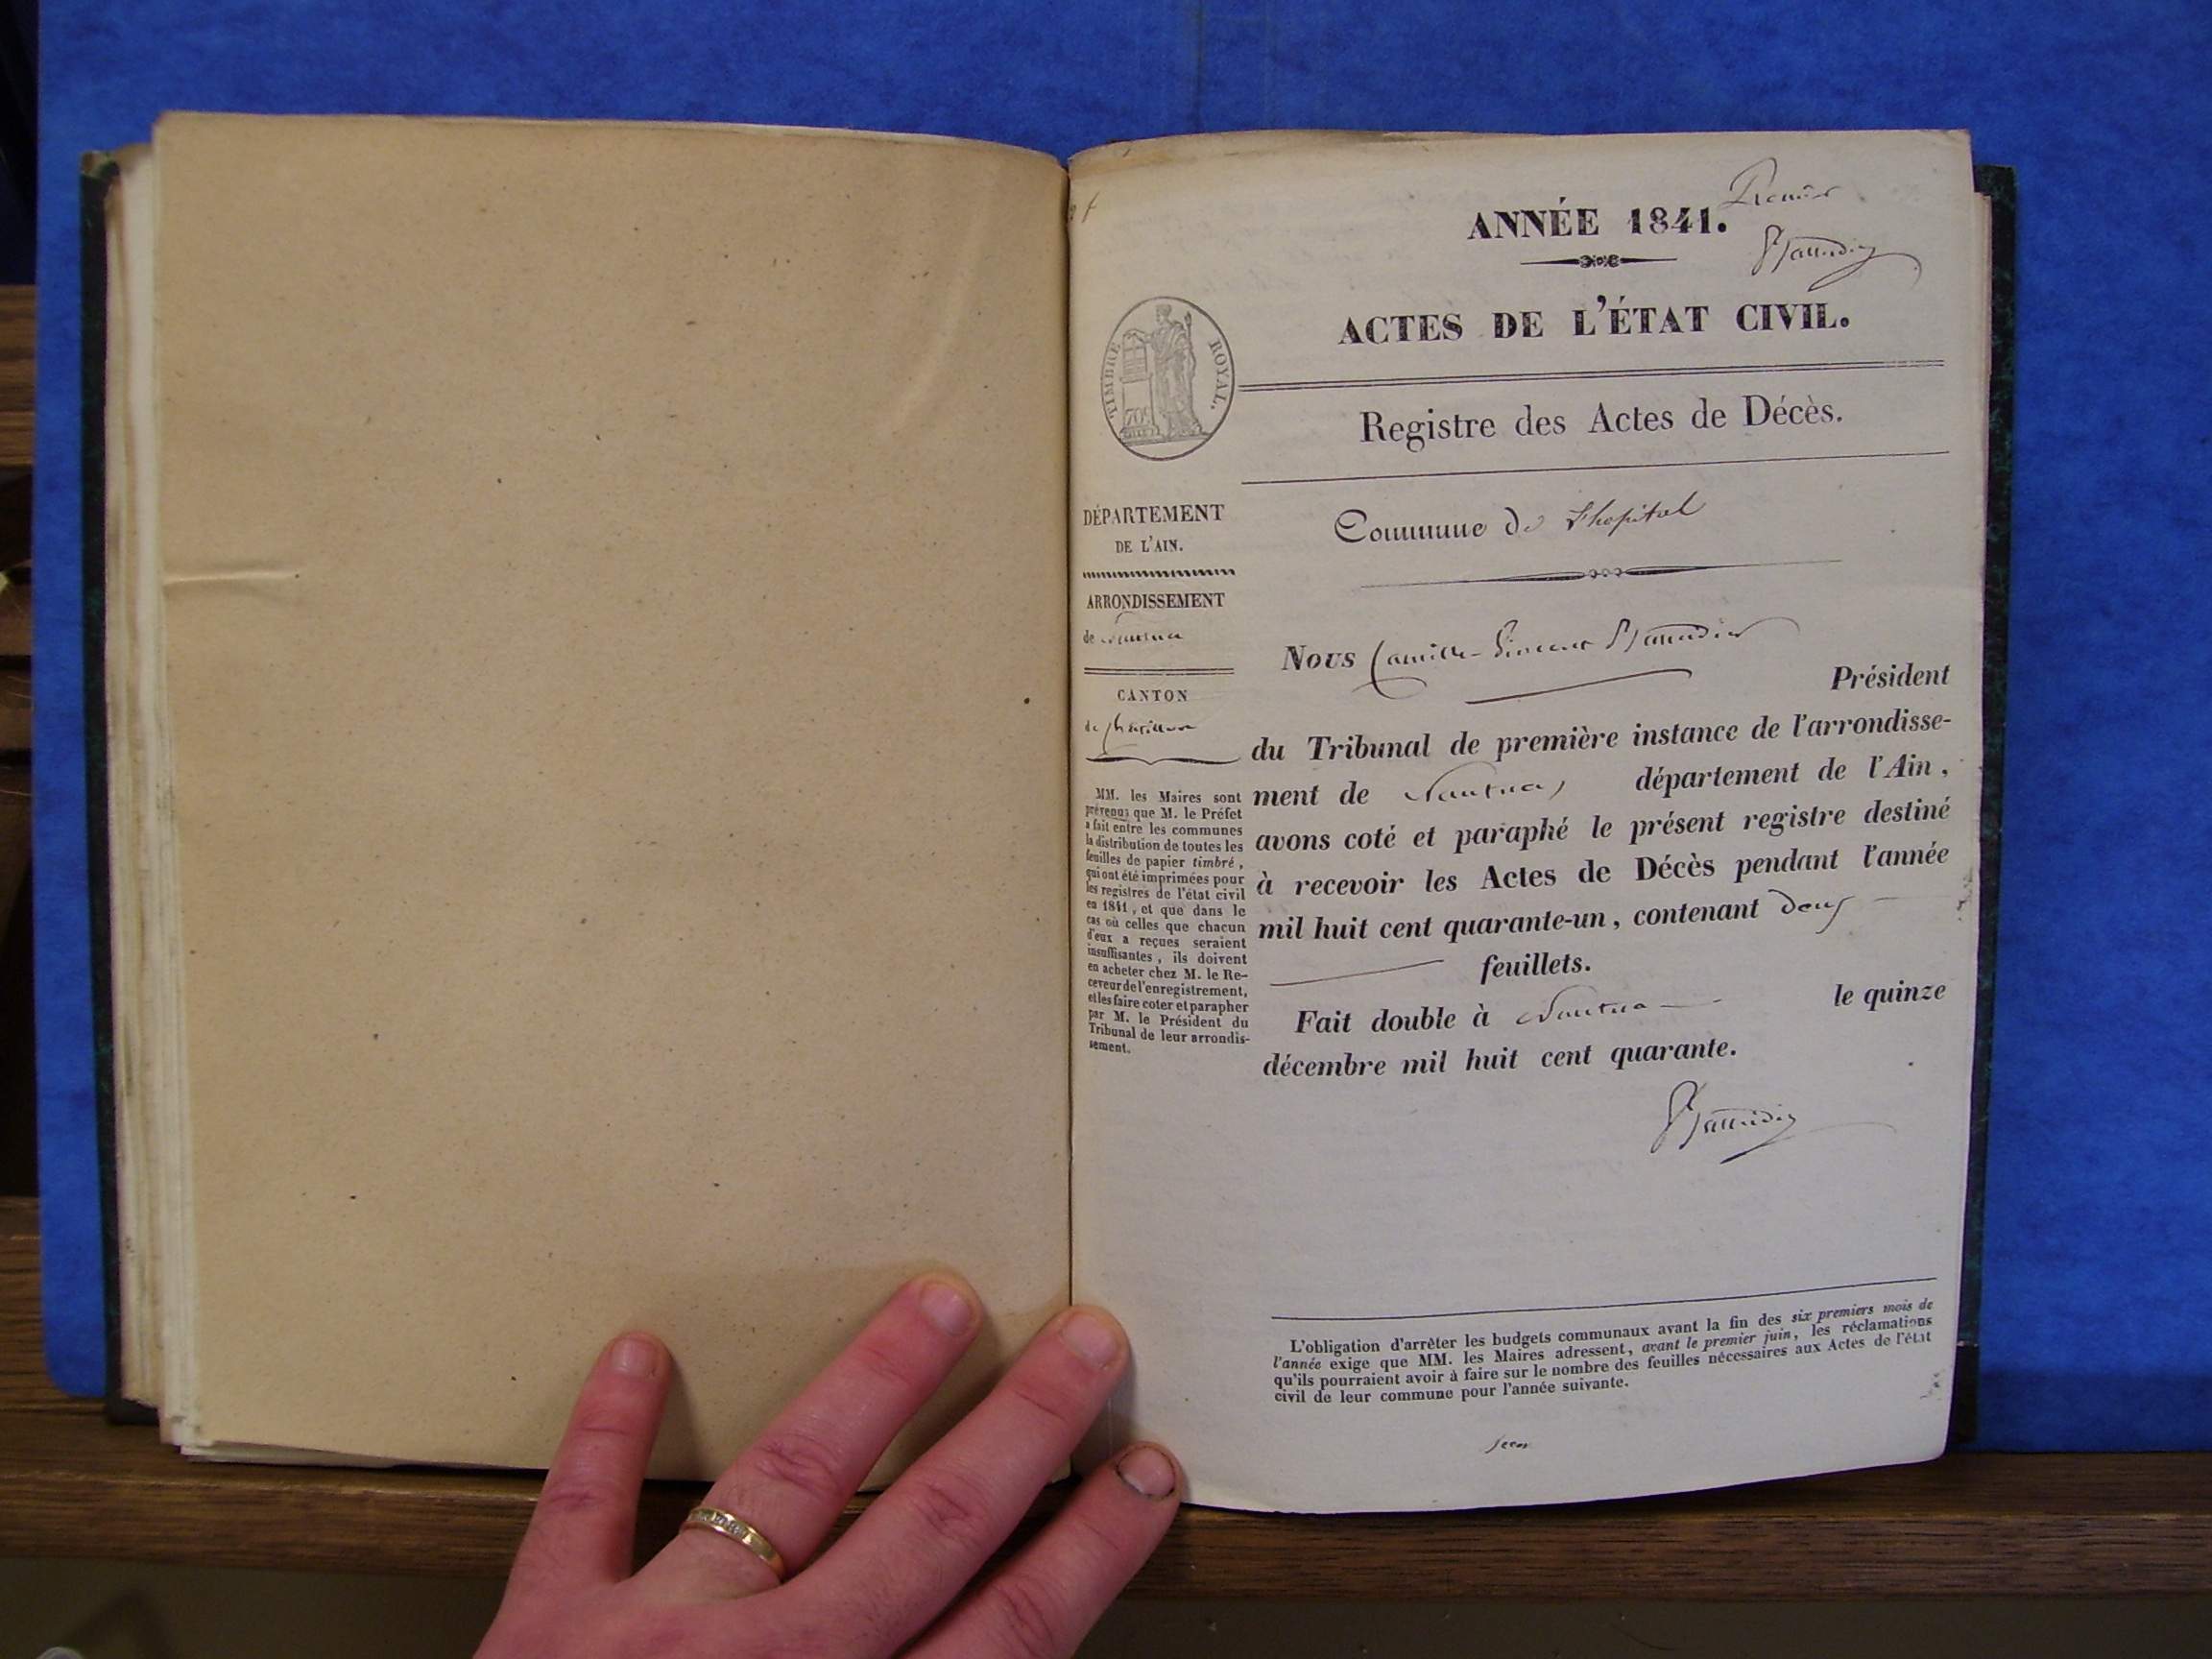 Premier
ANNÉE 1841.
ACTES DE L'ÉTAT CIVIL.
TIMBRE ROYAL.
Registre des Actes de Décès.
DÉPARTEMENT
DE L'AIN.
ARRONDISSEMENT
de Nantua
CANTON
de
MM. les Maires sont
prévenus que M. le Préfet
a fait entre les communes
la distribution de toutes les
feuilles de papier timbré,
qui ont été imprimées pour
les registres de l'état civil
en 1841, et que dans le
cas où celles que chacun
d'eux a reçues seraient
insuffisantes, ils doivent
en acheter chez M. le Re-
ceveur de l'enregistrement,
et les faire coter et parapher
par M. le Président du
Tribunal de leur arrondis-
sement.
Commune de Lhopital
Nous Camille-Vincent
Président
du Tribunal de première instance de l'arrondisse-
ment de Nantua, département de l'Ain,
avons coté et paraphé le présent registre destiné
à recevoir les Actes de Décès pendant l'année
mil huit cent quarante-un, contenant deux
feuillets.
Fait double à Nantua le quinze
décembre mil huit cent quarante.
L'obligation d'arrêter les budgets communaux avant la fin des six premiers mois de
l'année exige que MM. les Maires adressent, avant le premier juin, les réclamations
qu'ils pourraient avoir à faire sur le nombre des feuilles nécessaires aux Actes de l'état
civil de leur commune pour l'année suivante.